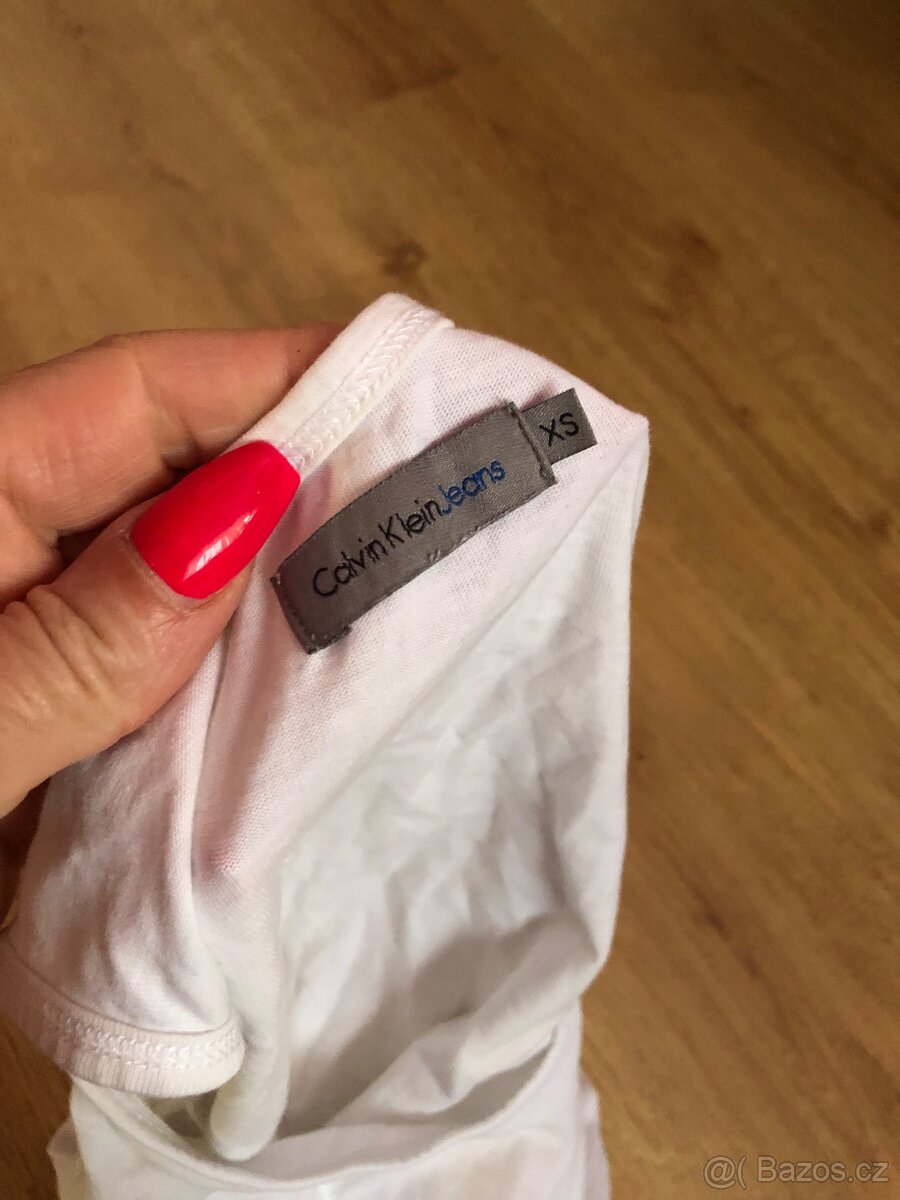 Calvin Klein Jeans
XS
@( Bazos.cz